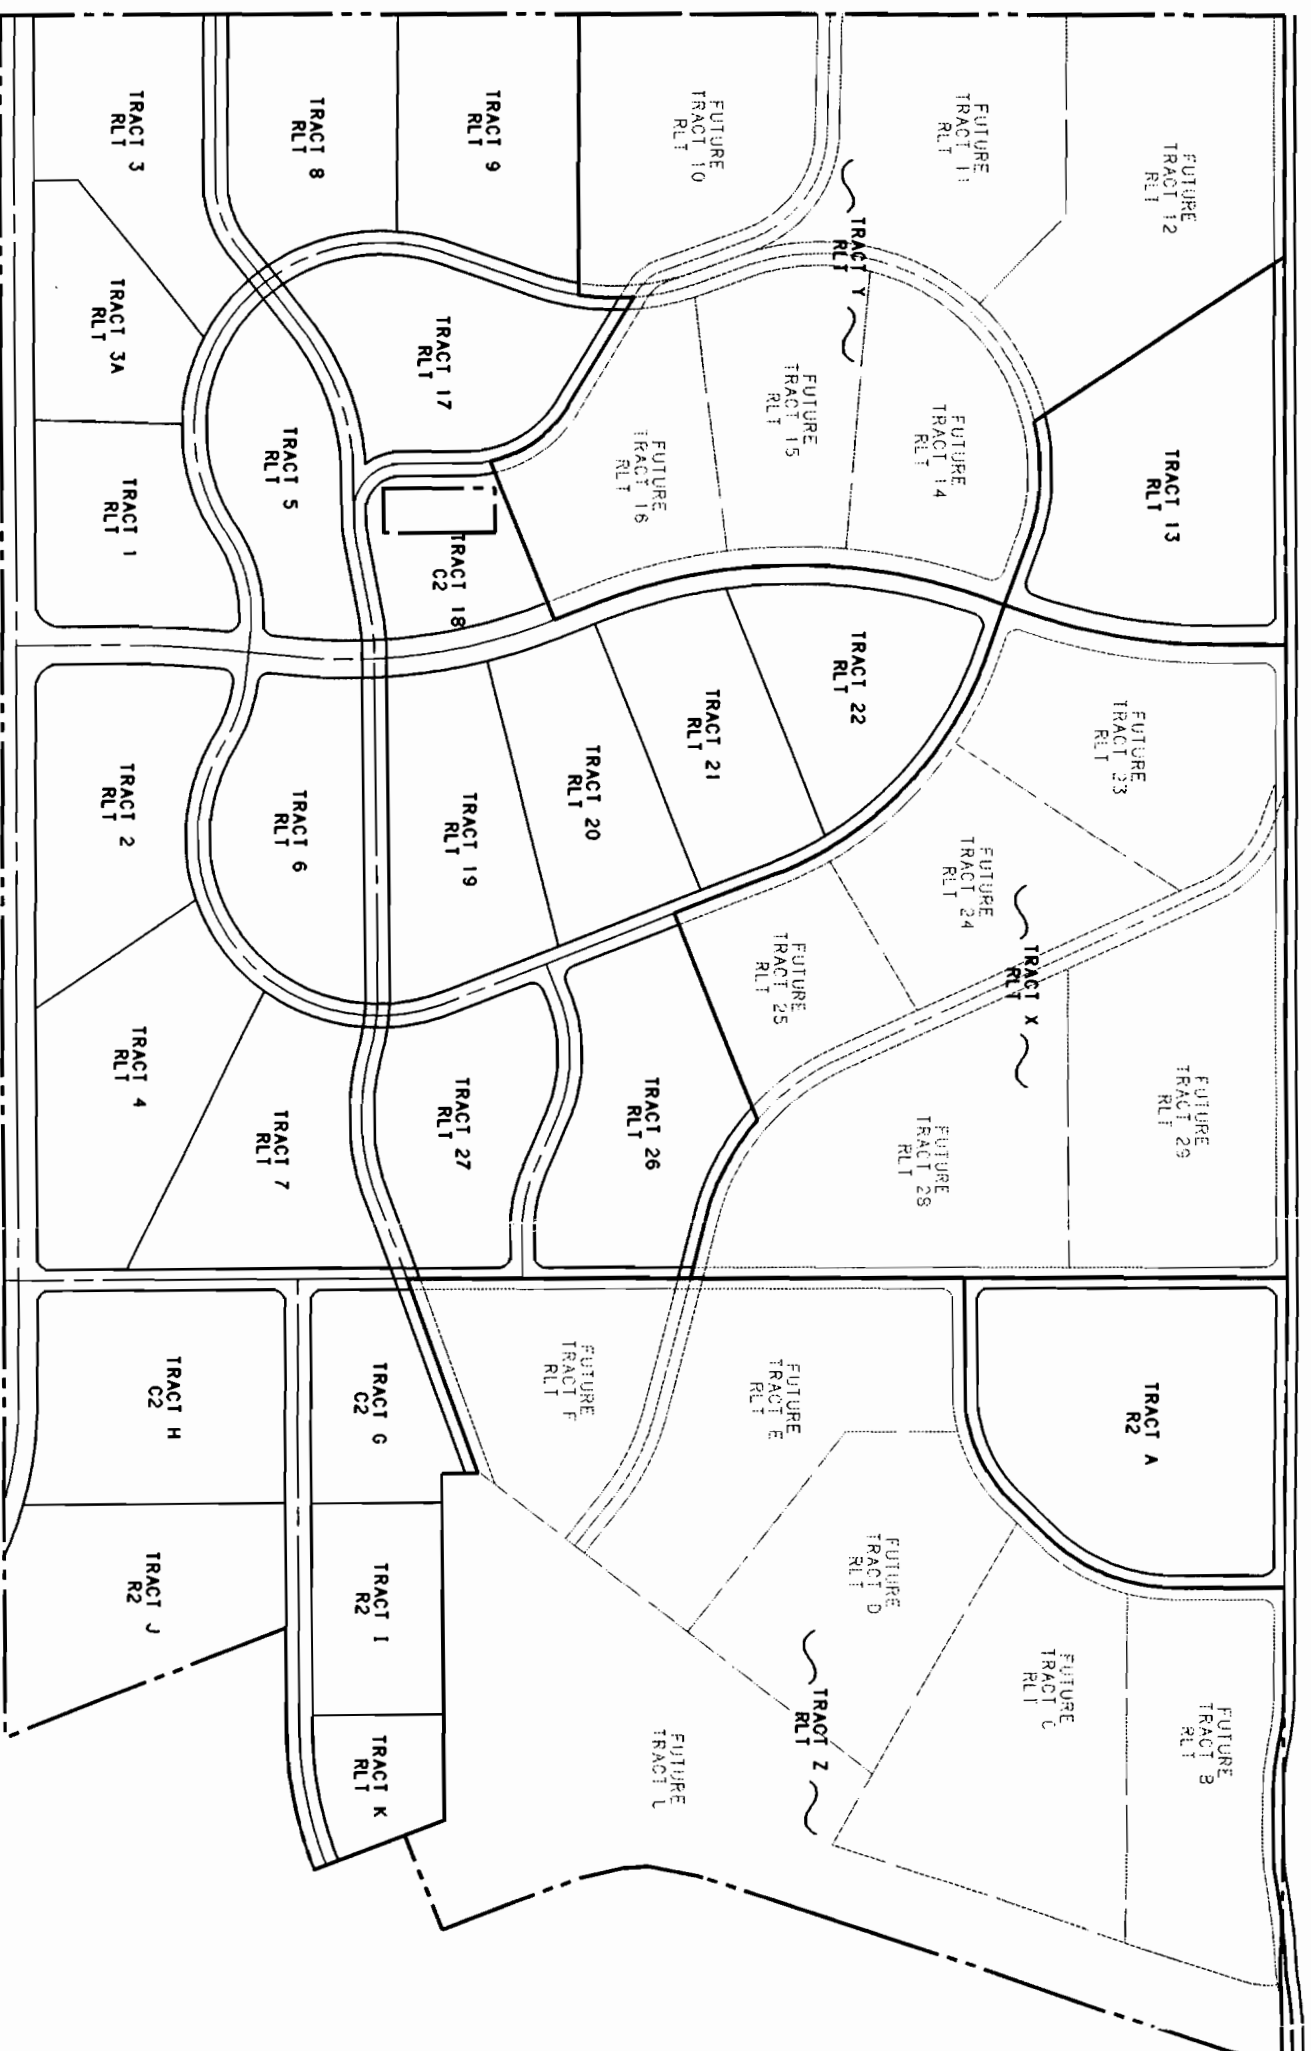 TRACT 3
RLT
TRACT 8
RLT
TRACT 9
RLT
FUTURE
TRACT 10
RLT
FUTURE
TRACT 11
RLT
FUTURE
TRACT 12
RLT
TRACT Y
RLT
TRACT 3A
RLT
TRACT 17
RLT
FUTURE
TRACT 15
RLT
FUTURE
TRACT 14
RLT
FUTURE
TRACT 16
RLT
TRACT 13
RLT
TRACT 1
RLT
TRACT 5
RLT
TRACT 18
C2
TRACT 22
RLT
TRACT 21
RLT
TRACT 20
RLT
TRACT 19
RLT
TRACT 6
RLT
TRACT 2
RLT
FUTURE
TRACT 23
RLT
FUTURE
TRACT 24
RLT
TRACT X
RLT
FUTURE
TRACT 25
RLT
TRACT 4
RLT
TRACT 7
RLT
TRACT 27
RLT
TRACT 26
RLT
FUTURE
TRACT 28
RLT
FUTURE
TRACT 29
RLT
TRACT H
C2
TRACT G
C2
FUTURE
TRACT F
RLT
FUTURE
TRACT E
RLT
TRACT A
R2
TRACT J
R2
TRACT I
R2
FUTURE
TRACT D
RLT
FUTURE
TRACT C
RLT
FUTURE
TRACT B
RLT
TRACT Z
RLT
TRACT K
RLT
FUTURE
TRACT L